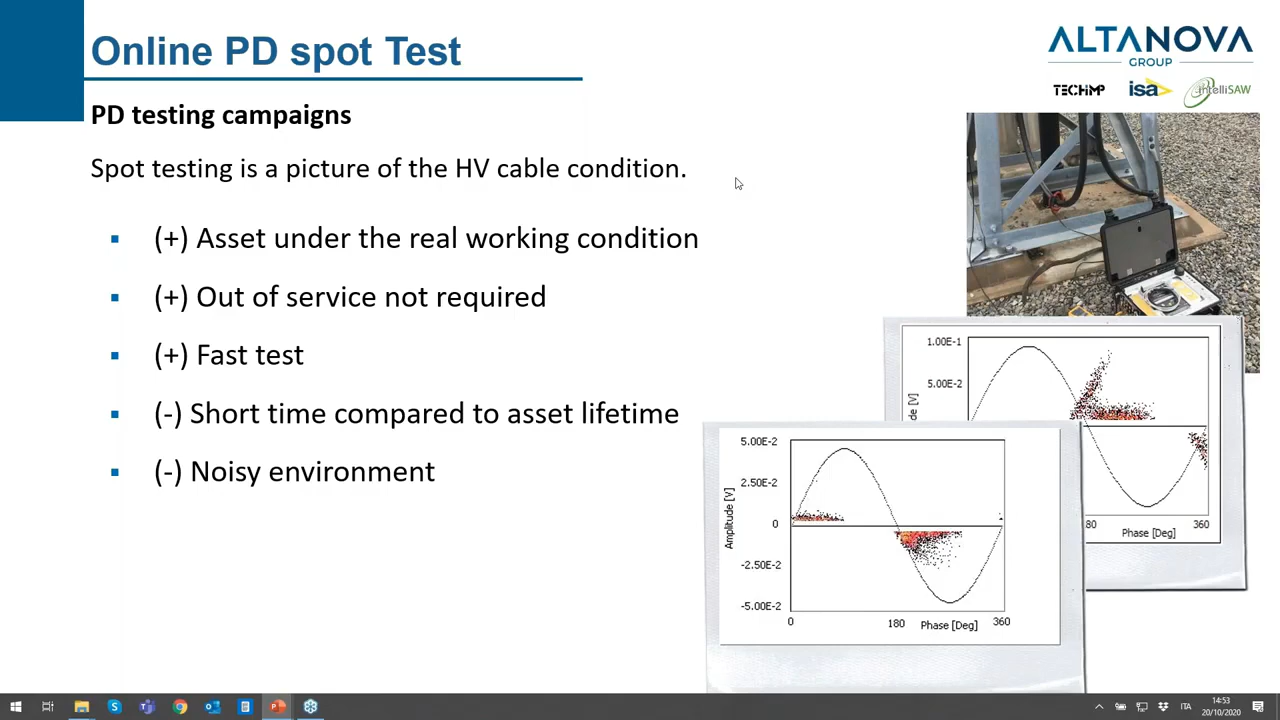 Online PD spot Test
ALTANOVA
GROUP
TECHIMP isa intelliSAW
PD testing campaigns
Spot testing is a picture of the HV cable condition.
(+) Asset under the real working condition
(+) Out of service not required
(+) Fast test
(-) Short time compared to asset lifetime
(-) Noisy environment
1.00E-1
5.00E-2
de [V]
80 360
Phase [Deg]
5.00E-2
2.50E-2
0
-2.50E-2
-5.00E-2
Amplitude [V]
0 180 Phase [Deg] 360
ITA
14:53
20/10/2020